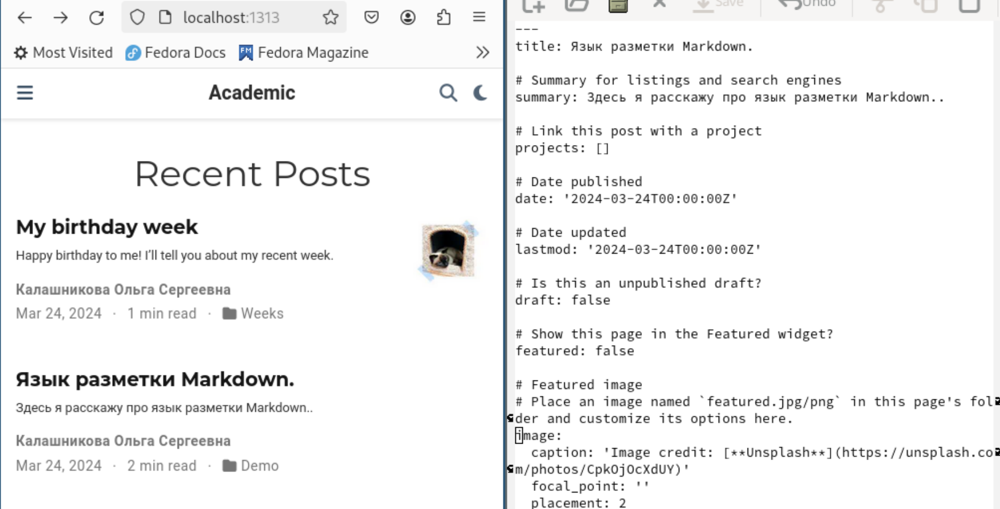 localhost:1313
Most Visited
Fedora Docs
FM
Fedora Magazine
Academic
Recent Posts
My birthday week
Happy birthday to me! I’ll tell you about my recent week.
Калашникова Ольга Сергеевна
Mar 24, 2024 · 1 min read · Weeks
Язык разметки Markdown.
Здесь я расскажу про язык разметки Markdown..
Калашникова Ольга Сергеевна
Mar 24, 2024 · 2 min read · Demo
Save
Undo
---
title: Язык разметки Markdown.
# Summary for listings and search engines
summary: Здесь я расскажу про язык разметки Markdown..
# Link this post with a project
projects: []
# Date published
date: '2024-03-24T00:00:00Z'
# Date updated
lastmod: '2024-03-24T00:00:00Z'
# Is this an unpublished draft?
draft: false
# Show this page in the Featured widget?
featured: false
# Featured image
# Place an image named `featured.jpg/png` in this page's fol
der and customize its options here.
image:
caption: 'Image credit: [**Unsplash**](https://unsplash.co
m/photos/CpkOjOcXdUY)'
focal_point: ''
placement: 2